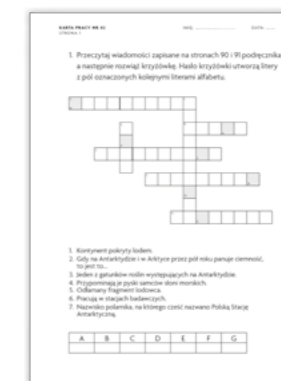 KARTA PRACY NR 42
STRONA 1
1. Przeczytaj wiadomości zapisane na stronach 90 i 91 podręcznika
a następnie rozwiąż krzyżówkę. Hasło krzyżówki utworzą litery
z pól oznaczonych kolejnymi literami alfabetu.
1. Kontynent pokryty lodem.
2. Gdy na Antarktydzie i w Arktyce przez pół roku panuje ciemność,
to jest to...
3. Jeden z gatunków roślin występujących na Antarktydzie.
4. Przypominają je pyski samców słoni morskich.
5. Odłamany fragment lodowca.
6. Pracują w stacjach badawczych.
7. Nazwisko polarnika, na którego cześć nazwano Polską Stację
Antarktyczną.
A B C D E F G